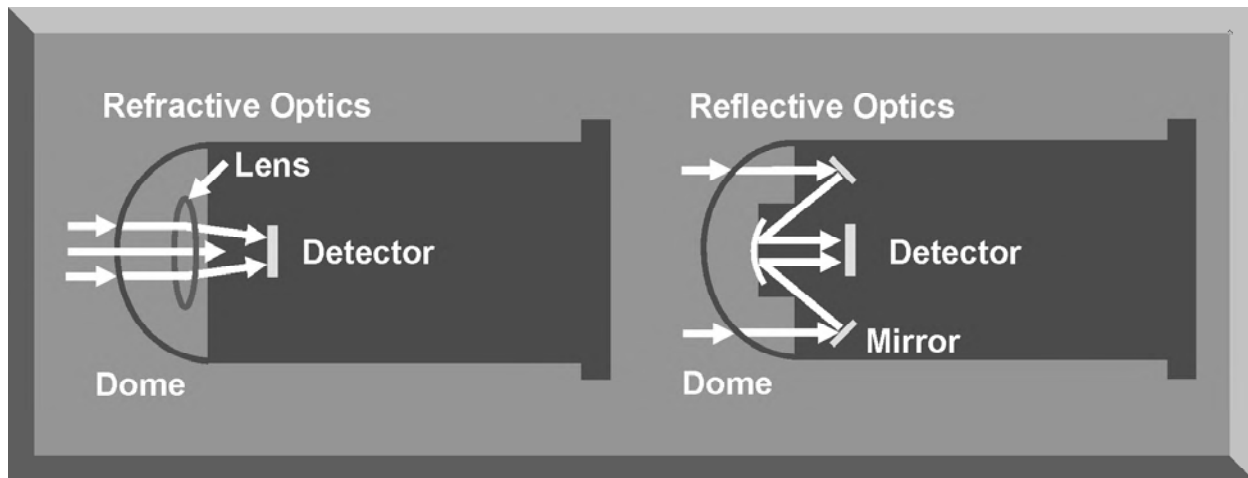 Refractive Optics
Lens
Detector
Dome
Reflective Optics
Detector
Mirror
Dome